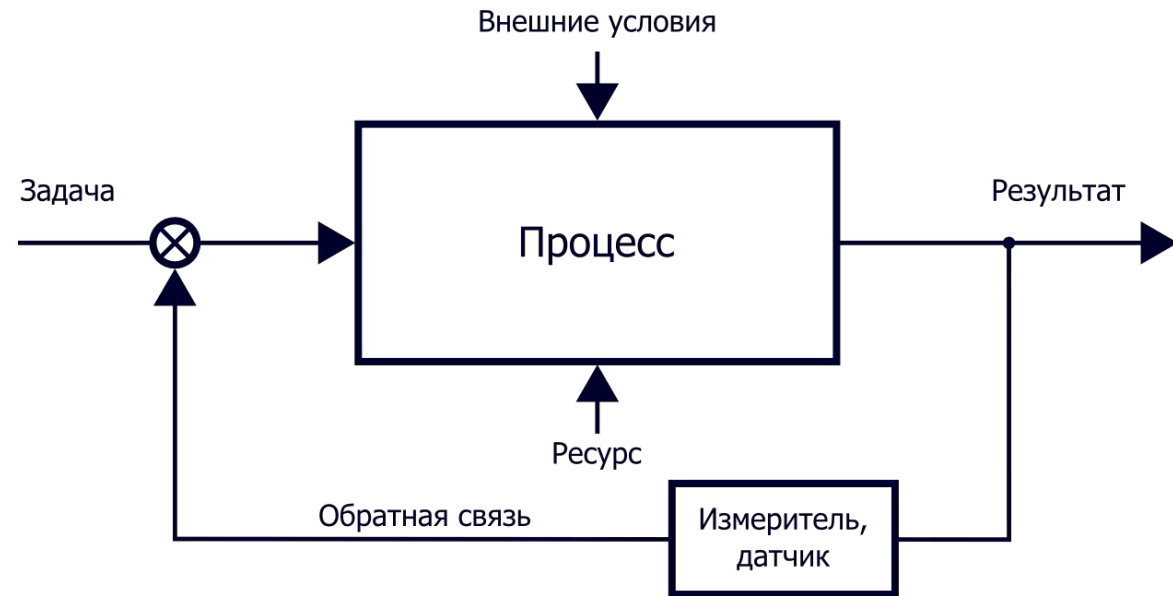 Внешние условия
Задача
Результат
Процесс
Ресурс
Обратная связь
Измеритель,
датчик